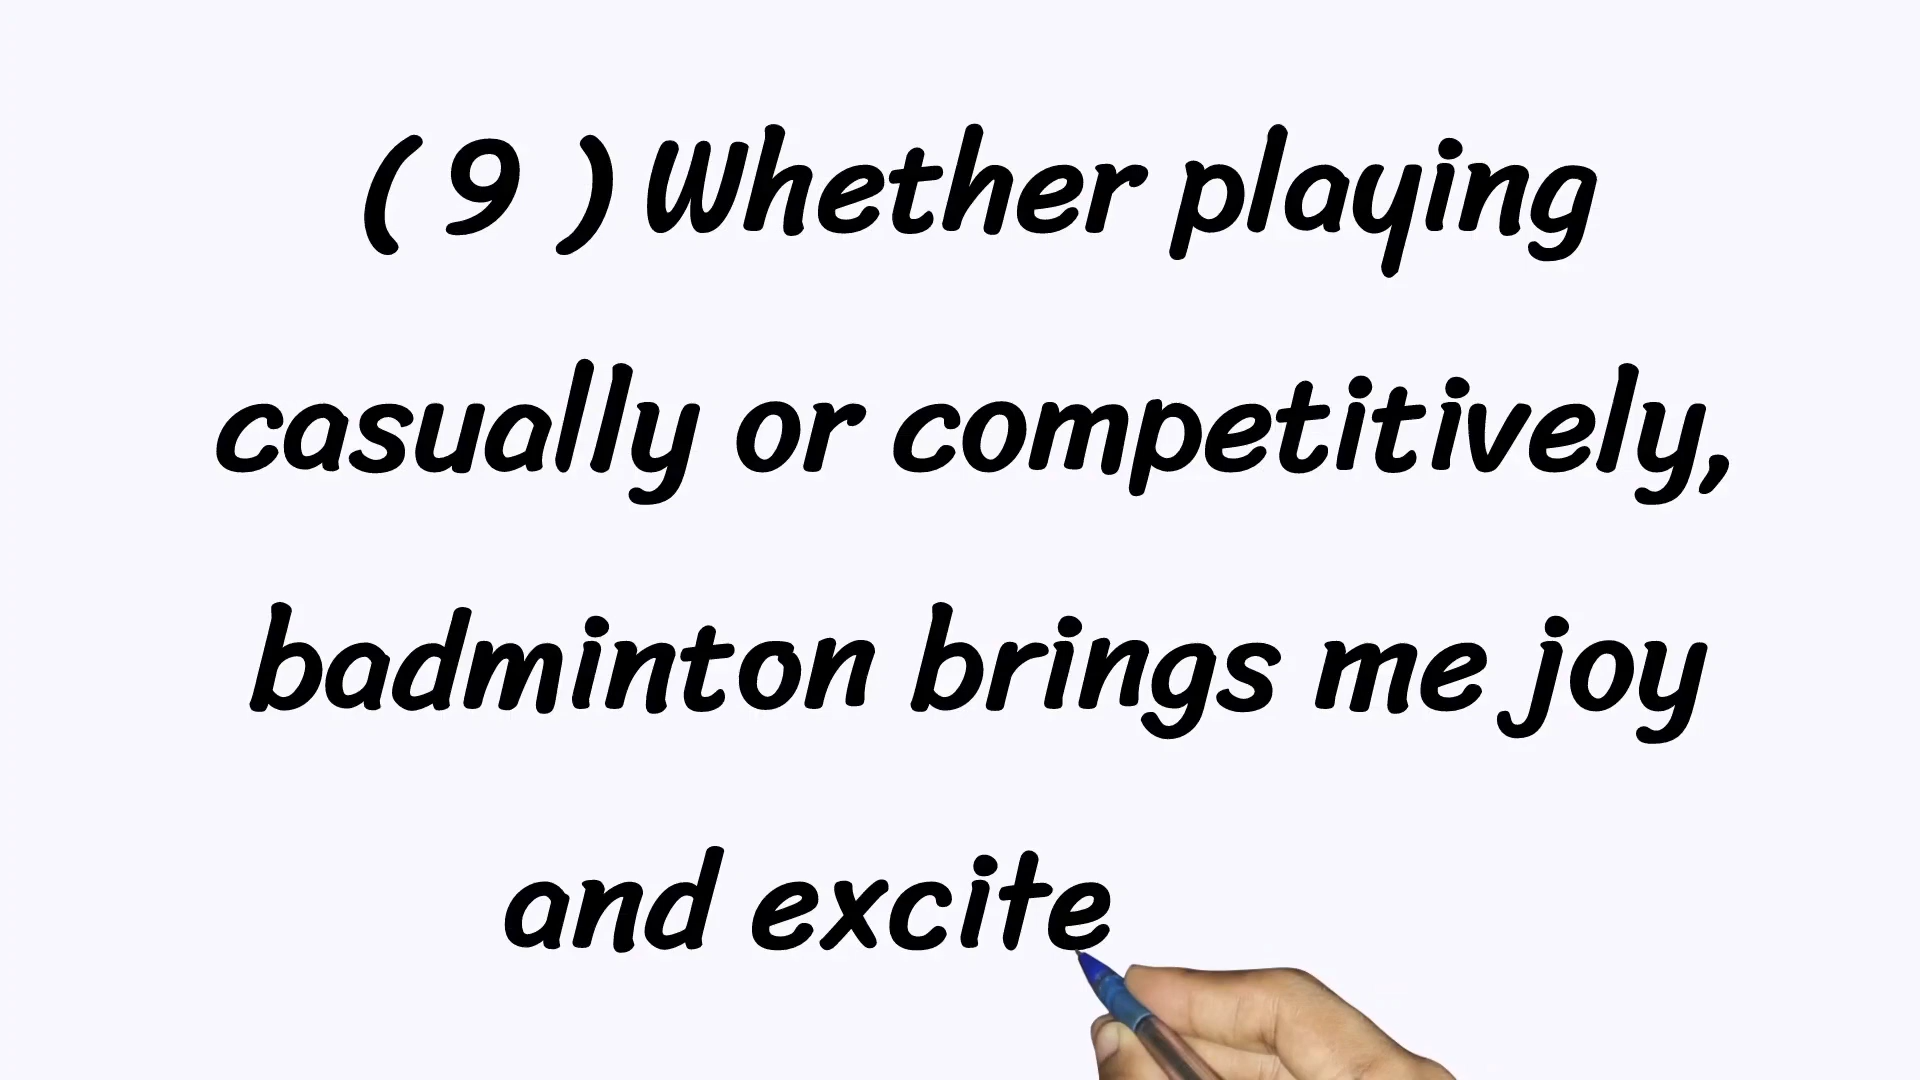 ( 9 ) Whether playing
casually or competitively,
badminton brings me joy
and excite